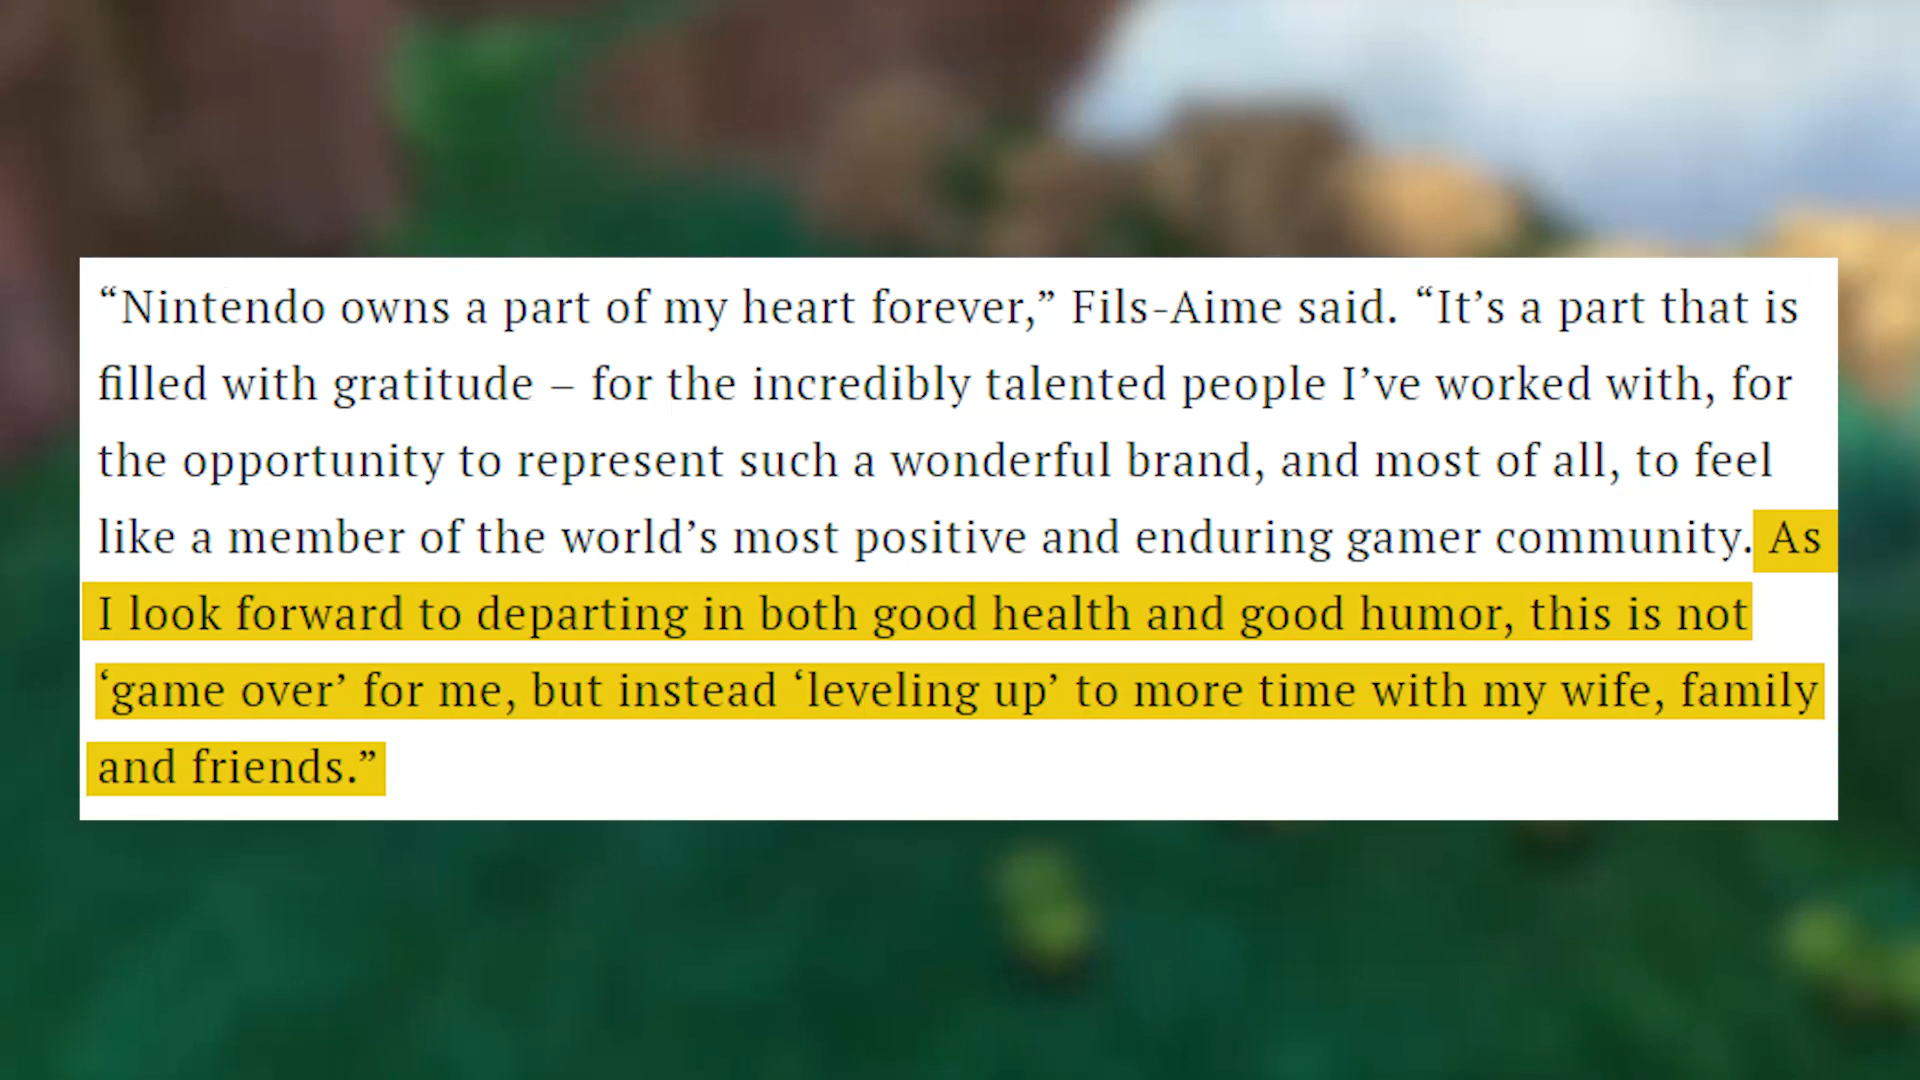 “Nintendo owns a part of my heart forever,” Fils-Aime said. “It’s a part that is
filled with gratitude – for the incredibly talented people I’ve worked with, for
the opportunity to represent such a wonderful brand, and most of all, to feel
like a member of the world’s most positive and enduring gamer community. As
I look forward to departing in both good health and good humor, this is not
‘game over’ for me, but instead ‘leveling up’ to more time with my wife, family
and friends.”